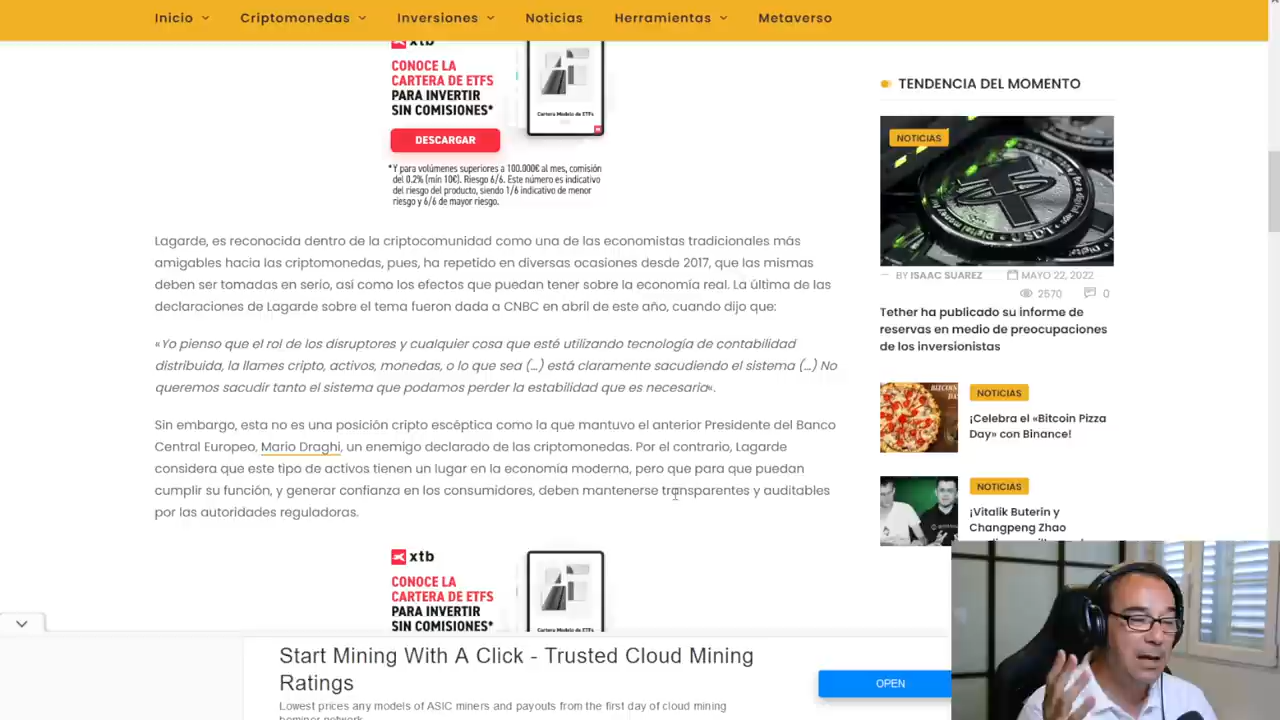 Inicio
Criptomonedas
Inversiones
Noticias
Herramientas
Metaverso
xtb
CONOCE LA
CARTERA DE ETFS
PARA INVERTIR
SIN COMISIONES*
DESCARGAR
Cartera Modelo de ETFs
*Y para volúmenes superiores a 100.000€ al mes, comisión
del 0.2% (mín 10€). Riesgo 6/6. Este número es indicativo
del riesgo del producto, siendo 1/6 indicativo de menor
riesgo y 6/6 de mayor riesgo.
Lagarde, es reconocida dentro de la criptocomunidad como una de las economistas tradicionales más
amigables hacia las criptomonedas, pues, ha repetido en diversas ocasiones desde 2017, que las mismas
deben ser tomadas en serio, así como los efectos que puedan tener sobre la economía real. La última de las
declaraciones de Lagarde sobre el tema fueron dada a CNBC en abril de este año, cuando dijo que:
«Yo pienso que el rol de los disruptores y cualquier cosa que esté utilizando tecnología de contabilidad
distribuida, la llames cripto, activos, monedas, o lo que sea (...) está claramente sacudiendo el sistema (...) No
queremos sacudir tanto el sistema que podamos perder la estabilidad que es necesaria«.
Sin embargo, esta no es una posición cripto escéptica como la que mantuvo el anterior Presidente del Banco
Central Europeo, Mario Draghi, un enemigo declarado de las criptomonedas. Por el contrario, Lagarde
considera que este tipo de activos tienen un lugar en la economía moderna, pero que para que puedan
cumplir su función, y generar confianza en los consumidores, deben mantenerse transparentes y auditables
por las autoridades reguladoras.
xtb
CONOCE LA
CARTERA DE ETFS
PARA INVERTIR
SIN COMISIONES*
Cartera Modelo de ETFs
TENDENCIA DEL MOMENTO
NOTICIAS
BY ISAAC SUAREZ MAYO 22, 2022
2570 0
Tether ha publicado su informe de
reservas en medio de preocupaciones
de los inversionistas
NOTICIAS
¡Celebra el «Bitcoin Pizza
Day» con Binance!
NOTICIAS
¡Vitalik Buterin y
Changpeng Zhao
Start Mining With A Click - Trusted Cloud Mining
Ratings
Lowest prices any models of ASIC miners and payouts from the first day of cloud mining
OPEN